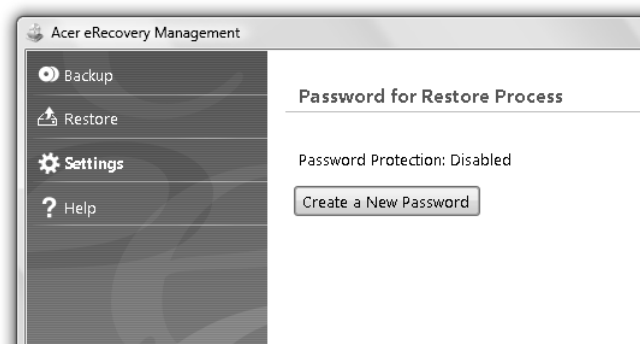 Acer eRecovery Management
Backup
Restore
Settings
Help
Password for Restore Process
Password Protection: Disabled
Create a New Password